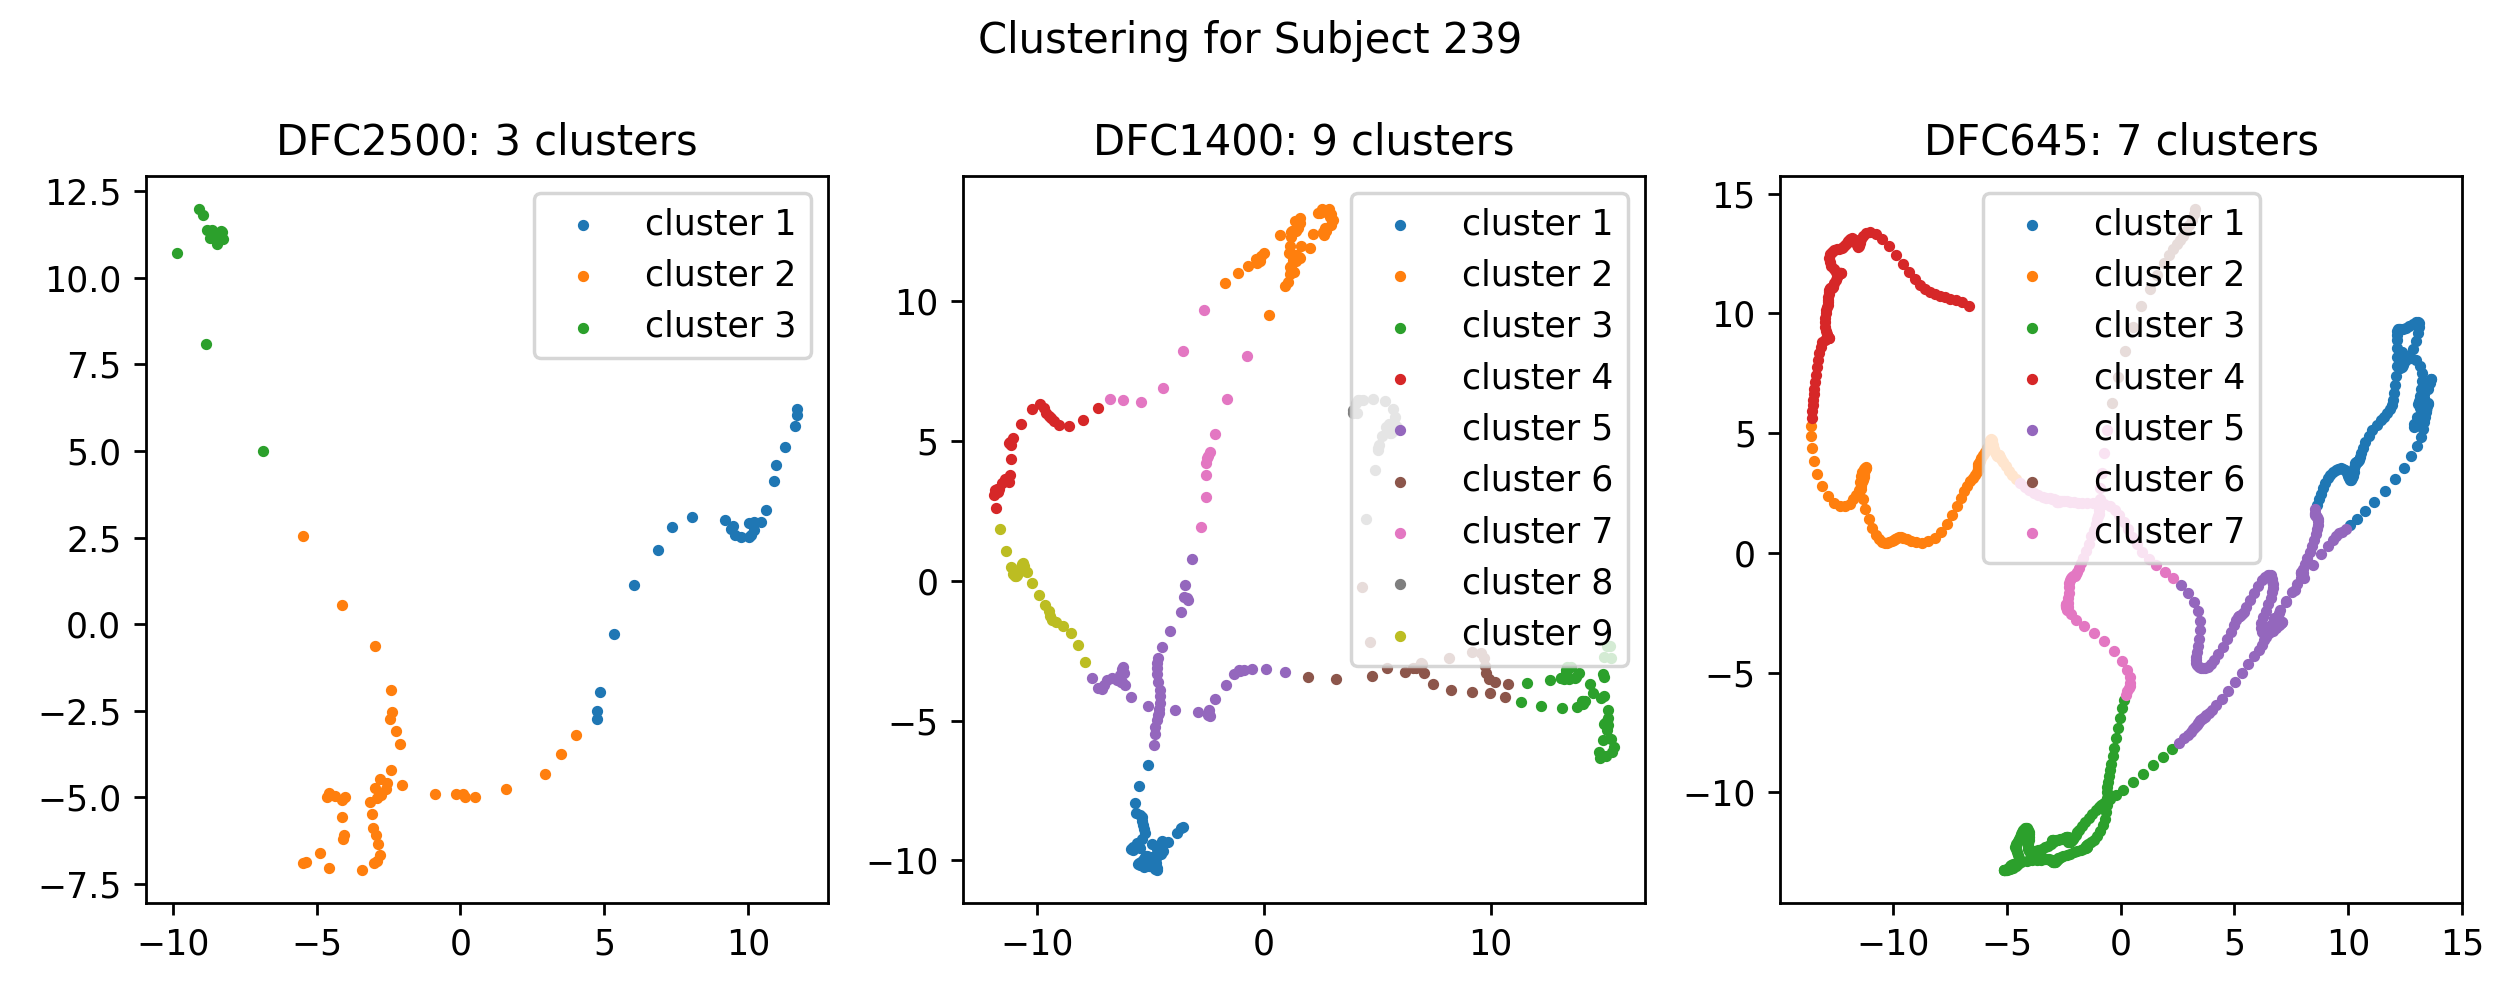 Clustering for Subject 239
DFC2500: 3 clusters
12.5
10.0
7.5
5.0
2.5
0.0
−2.5
−5.0
−7.5
−10
−5
0
5
10
cluster 1
cluster 2
cluster 3
DFC1400: 9 clusters
10
5
0
−5
−10
−10
0
10
cluster 1
cluster 2
cluster 3
cluster 4
cluster 5
cluster 6
cluster 7
cluster 8
cluster 9
DFC645: 7 clusters
15
10
5
0
−5
−10
−10
−5
0
5
10
15
cluster 1
cluster 2
cluster 3
cluster 4
cluster 5
cluster 6
cluster 7